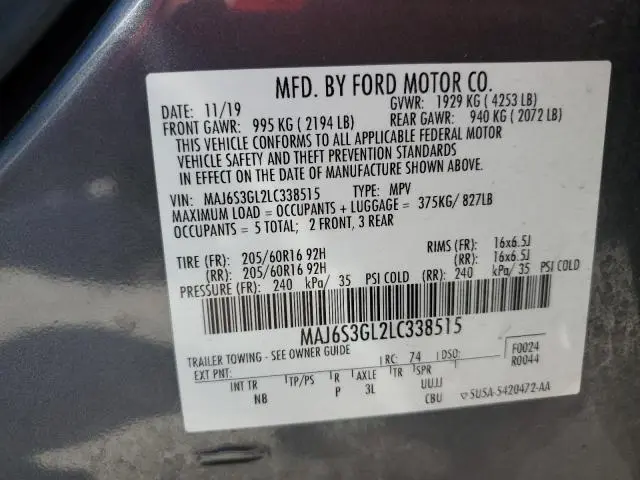 MFD. BY FORD MOTOR CO.
DATE: 11/19 GVWR: 1929 KG ( 4253 LB)
FRONT GAWR: 995 KG ( 2194 LB) REAR GAWR: 940 KG ( 2072 LB)
THIS VEHICLE CONFORMS TO ALL APPLICABLE FEDERAL MOTOR
VEHICLE SAFETY AND THEFT PREVENTION STANDARDS
IN EFFECT ON THE DATE OF MANUFACTURE SHOWN ABOVE.
VIN: MAJ6S3GL2LC338515 TYPE: MPV
MAXIMUM LOAD = OCCUPANTS + LUGGAGE = 375KG/ 827LB
OCCUPANTS = 5 TOTAL; 2 FRONT, 3 REAR
TIRE (FR): 205/60R16 92H RIMS (FR): 16x6.5J
(RR): 205/60R16 92H (RR): 16x6.5J
PRESSURE (FR): 240 kPa/ 35 PSI COLD (RR): 240 kPa/ 35 PSI COLD
MAJ6S3GL2LC338515
TRAILER TOWING - SEE OWNER GUIDE
EXT PNT: RC: 74 DSO: F0024
R0044
INT TR TP/PS R AXLE TR SPR
NB P 3L UUJJ
CBU 5U5A-5420472-AA